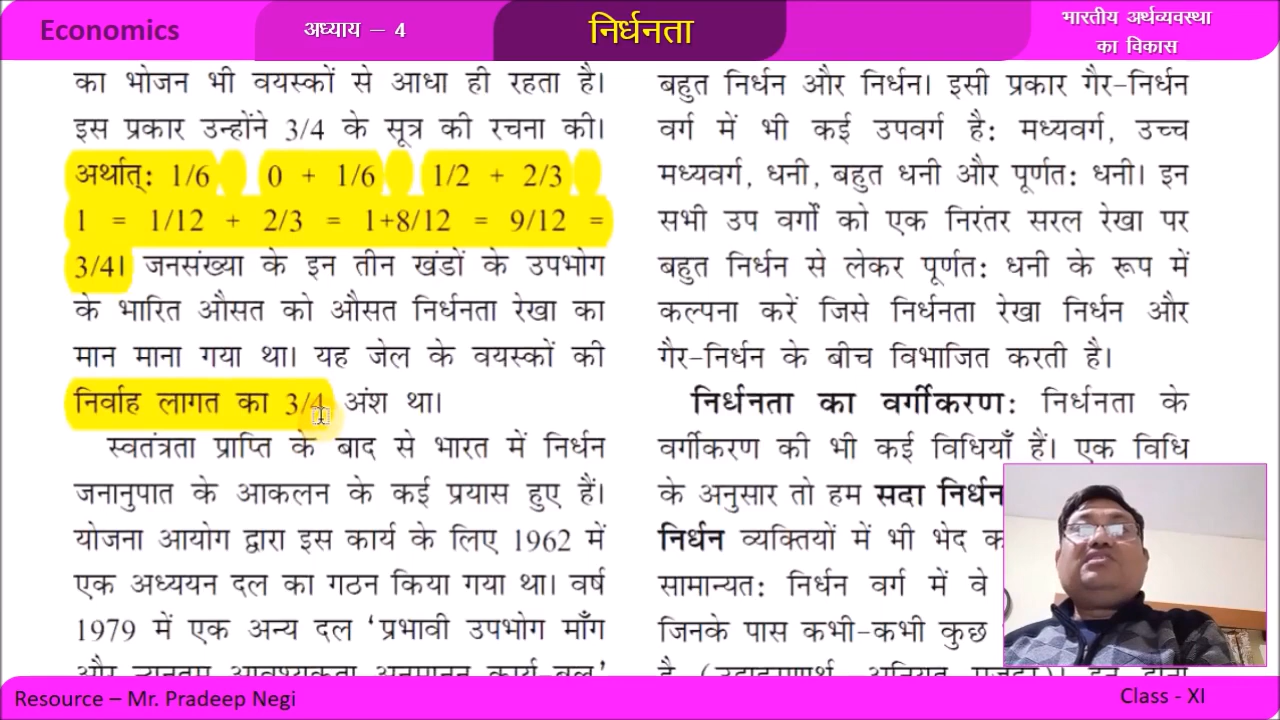 Economics
अध्याय – 4
निर्धनता
भारतीय अर्थव्यवस्था
का विकास
का भोजन भी वयस्कों से आधा ही रहता है।
इस प्रकार उन्होंने 3/4 के सूत्र की रचना की।
अर्थात्: 1/6 0 + 1/6 1/2 + 2/3
1 = 1/12 + 2/3 = 1+8/12 = 9/12 =
3/4। जनसंख्या के इन तीन खंडों के उपभोग
के भारित औसत को औसत निर्धनता रेखा का
मान माना गया था। यह जेल के वयस्कों की
निर्वाह लागत का 3/4 अंश था।
स्वतंत्रता प्राप्ति के बाद से भारत में निर्धन
जनानुपात के आकलन के कई प्रयास हुए हैं।
योजना आयोग द्वारा इस कार्य के लिए 1962 में
एक अध्ययन दल का गठन किया गया था। वर्ष
1979 में एक अन्य दल ‘प्रभावी उपभोग माँग
और न्यूनतम आवश्यकता अनुमानन कार्य बल’
बहुत निर्धन और निर्धन। इसी प्रकार गैर-निर्धन
वर्ग में भी कई उपवर्ग है: मध्यवर्ग, उच्च
मध्यवर्ग, धनी, बहुत धनी और पूर्णत: धनी। इन
सभी उप वर्गों को एक निरंतर सरल रेखा पर
बहुत निर्धन से लेकर पूर्णत: धनी के रूप में
कल्पना करें जिसे निर्धनता रेखा निर्धन और
गैर-निर्धन के बीच विभाजित करती है।
निर्धनता का वर्गीकरण: निर्धनता के
वर्गीकरण की भी कई विधियाँ हैं। एक विधि
के अनुसार तो हम सदा निर्धन
निर्धन व्यक्तियों में भी भेद क
सामान्यत: निर्धन वर्ग में वे
जिनके पास कभी-कभी कुछ
Resource – Mr. Pradeep Negi
Class - XI